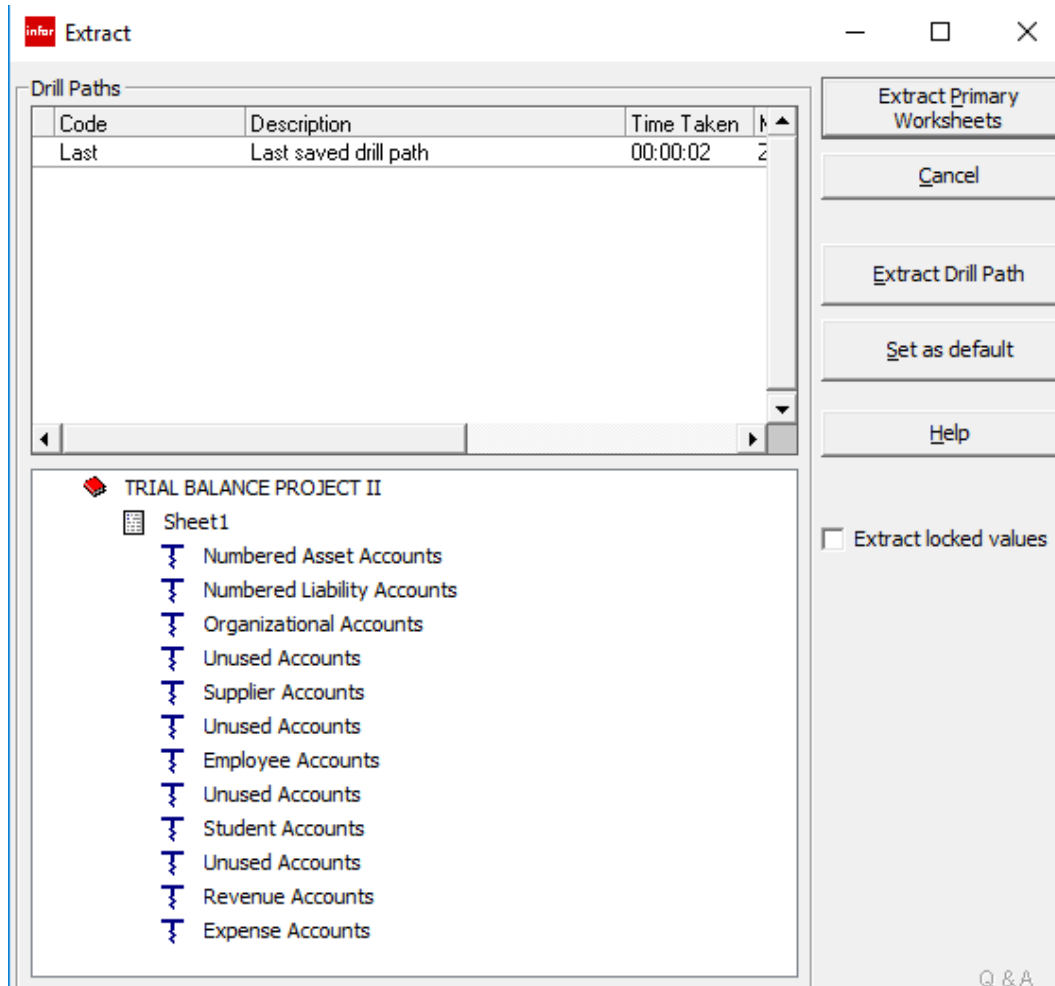 infor Extract
Drill Paths
Code Description Time Taken
Last Last saved drill path 00:00:02
TRIAL BALANCE PROJECT II
Sheet1
Numbered Asset Accounts
Numbered Liability Accounts
Organizational Accounts
Unused Accounts
Supplier Accounts
Unused Accounts
Employee Accounts
Unused Accounts
Student Accounts
Unused Accounts
Revenue Accounts
Expense Accounts
Extract Primary
Worksheets
Cancel
Extract Drill Path
Set as default
Help
Extract locked values
Q & A